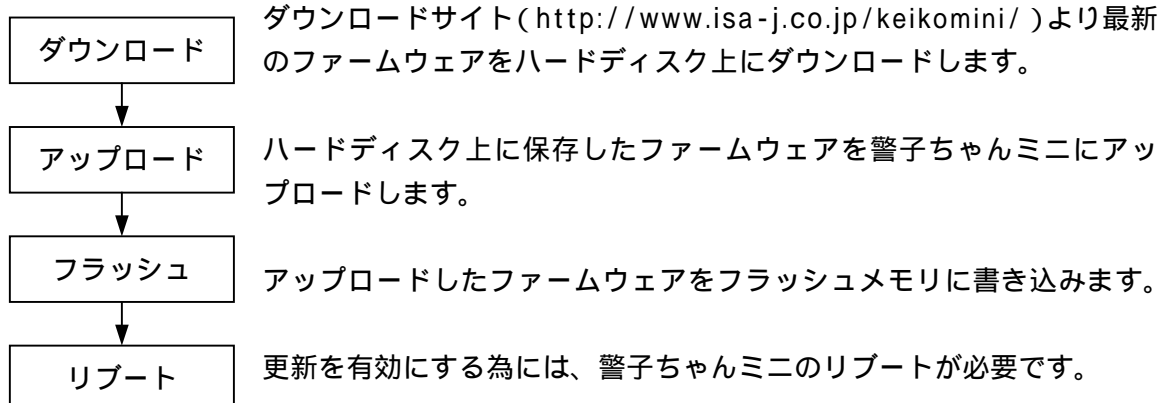 ダウンロード
ダウンロードサイト(http://www.isa-j.co.jp/keikomini/)より最新
のファームウェアをハードディスク上にダウンロードします。
アップロード
ハードディスク上に保存したファームウェアを警子ちゃんミニにアッ
プロードします。
フラッシュ
アップロードしたファームウェアをフラッシュメモリに書き込みます。
リブート
更新を有効にする為には、警子ちゃんミニのリブートが必要です。